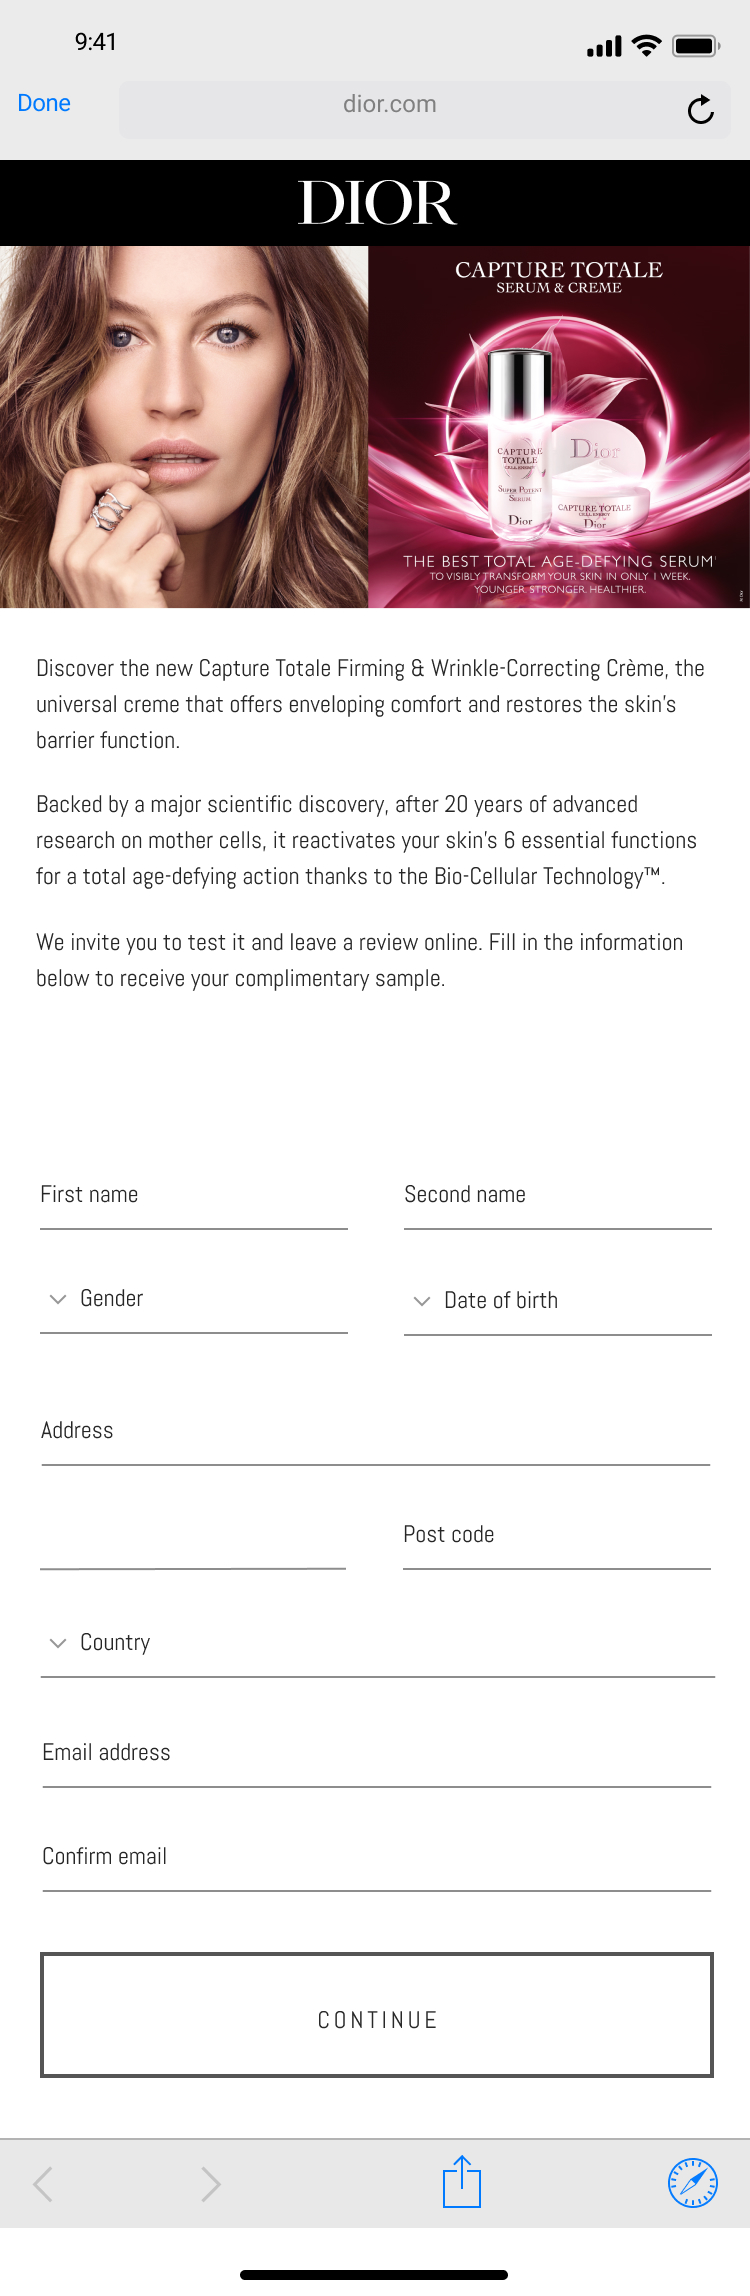 9:41
Done
dior.com
DIOR
CAPTURE TOTALE
SERUM & CREME
CAPTURE
TOTALE
CELL ENERGY
SUPER POTENT
SERUM
Dior
Dior
CAPTURE TOTALE
CELL ENERGY
Dior
THE BEST TOTAL AGE-DEFYING SERUM¹
TO VISIBLY TRANSFORM YOUR SKIN IN ONLY 1 WEEK.
YOUNGER. STRONGER. HEALTHIER.
Discover the new Capture Totale Firming & Wrinkle-Correcting Crème, the
universal creme that offers enveloping comfort and restores the skin's
barrier function.
Backed by a major scientific discovery, after 20 years of advanced
research on mother cells, it reactivates your skin's 6 essential functions
for a total age-defying action thanks to the Bio-Cellular Technology™.
We invite you to test it and leave a review online. Fill in the information
below to receive your complimentary sample.
First name
Second name
Gender
Date of birth
Address
Post code
Country
Email address
Confirm email
CONTINUE